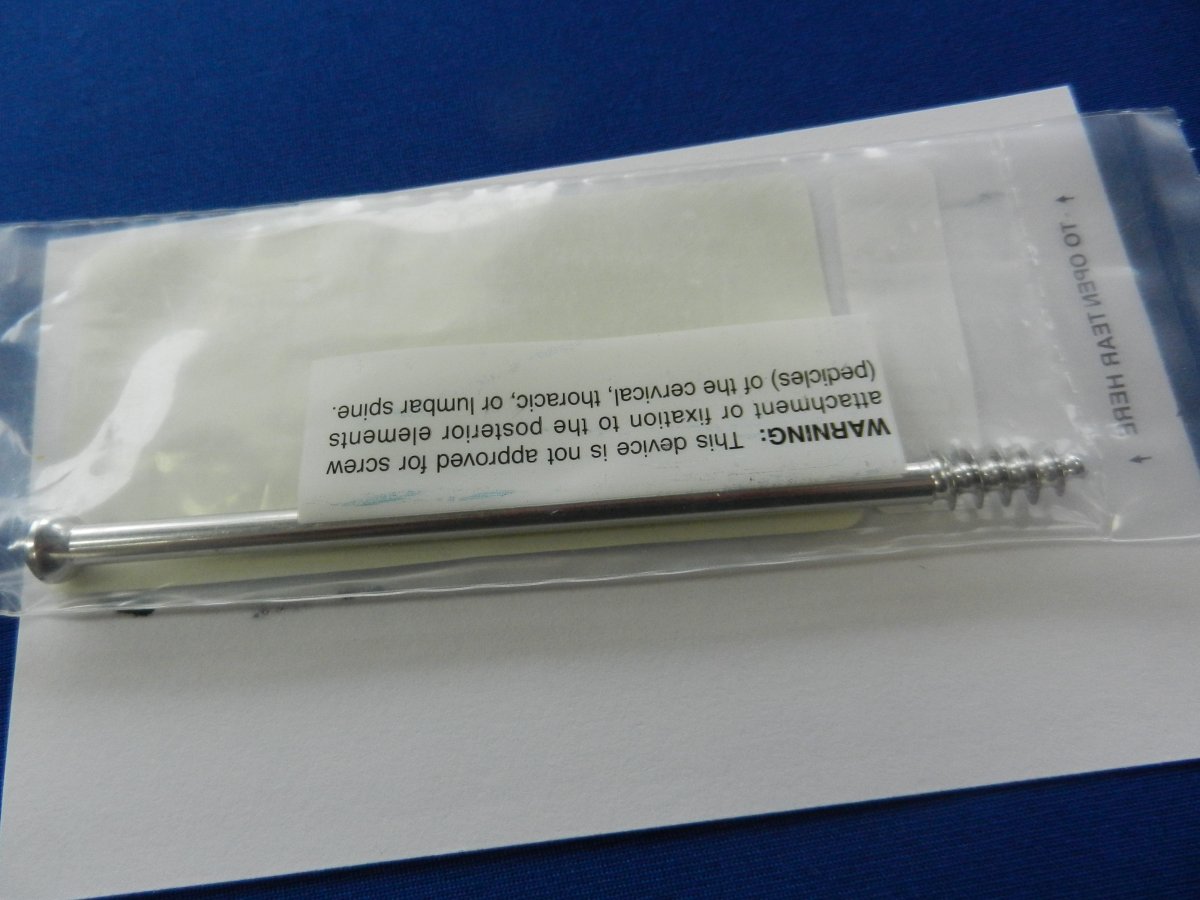 WARNING: This device is not approved for screw
attachment or fixation to the posterior elements
(pedicles) of the cervical, thoracic, or lumbar spine.
TO OPEN TEAR HERE